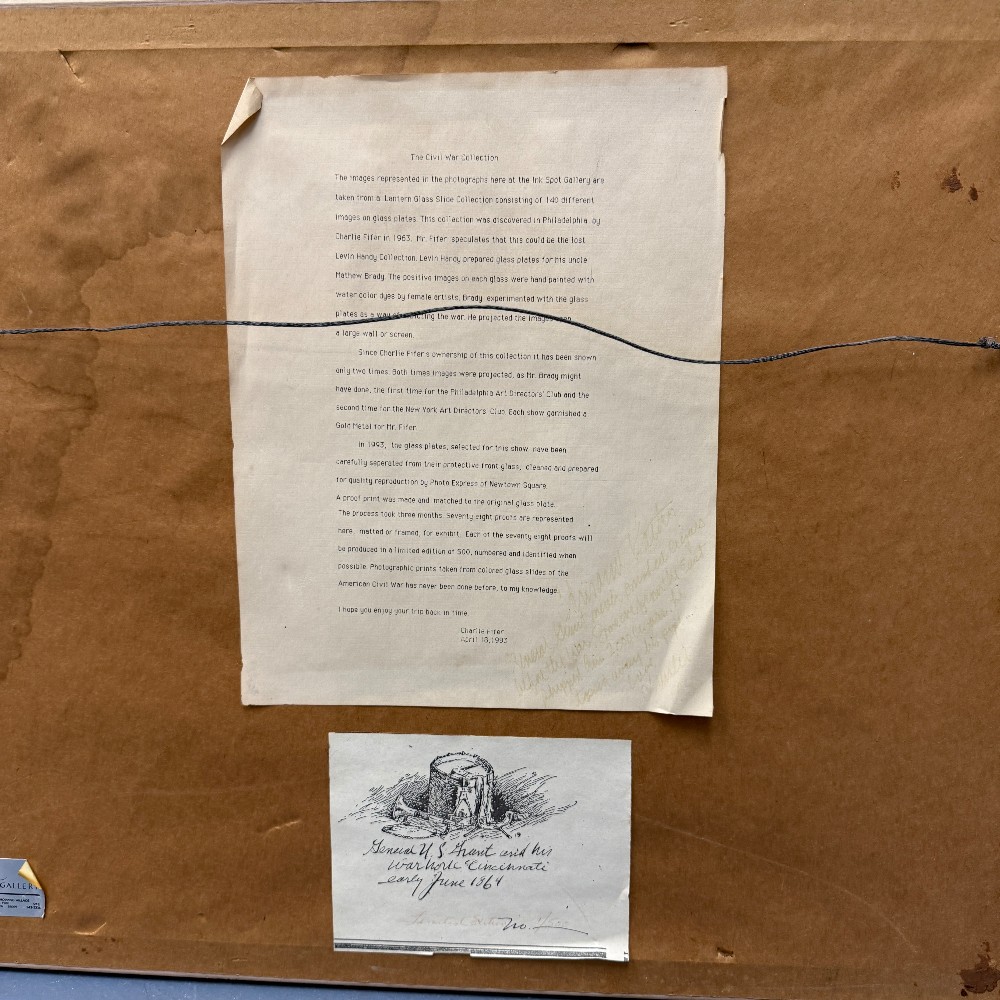 The Civil War Collection
The images represented in the photographs here at the Ink Spot Gallery are
taken from a Lantern Glass Slide Collection consisting of 140 different
images on glass plates. This collection was discovered in Philadelphia by
Charlie Fifer in 1963. Mr. Fifer speculates that this could be the lost
Levin Handy Collection. Levin Handy prepared glass plates for his uncle
Mathew Brady. The positive images on each glass were hand painted with
water color dyes by female artists. Brady experimented with the glass
plates as a way of the war. He projected the images
a large wall or screen.
Since Charlie Fifer's ownership of this collection it has been shown
only two times. Both times images were projected, as Mr. Brady might
have done, the first time for the Philadelphia Art Directors' Club and the
second time for the New York Art Directors' Club. Each show garnished a
Gold Metal for Mr. Fifer.
In 1993, the glass plates, selected for this show, have been
carefully seperated from their protective front glass, cleaned and prepared
for quality reproduction by Photo Express of Newtown Square.
A proof print was made and matched to the original glass plate.
The process took three months. Seventy eight proofs are represented
here, matted or framed, for exhibit. Each of the seventy eight proofs will
be produced in a limited edition of 500, numbered and identified when
possible. Photographic prints taken from colored glass slides of the
American Civil War has never been done before, to my knowledge.
I hope you enjoy your trip back in time.
Charlie Fifer
April 18, 1993
General U S Grant and his
war horse Cincinnati
early June 1864
no.
GALLERY